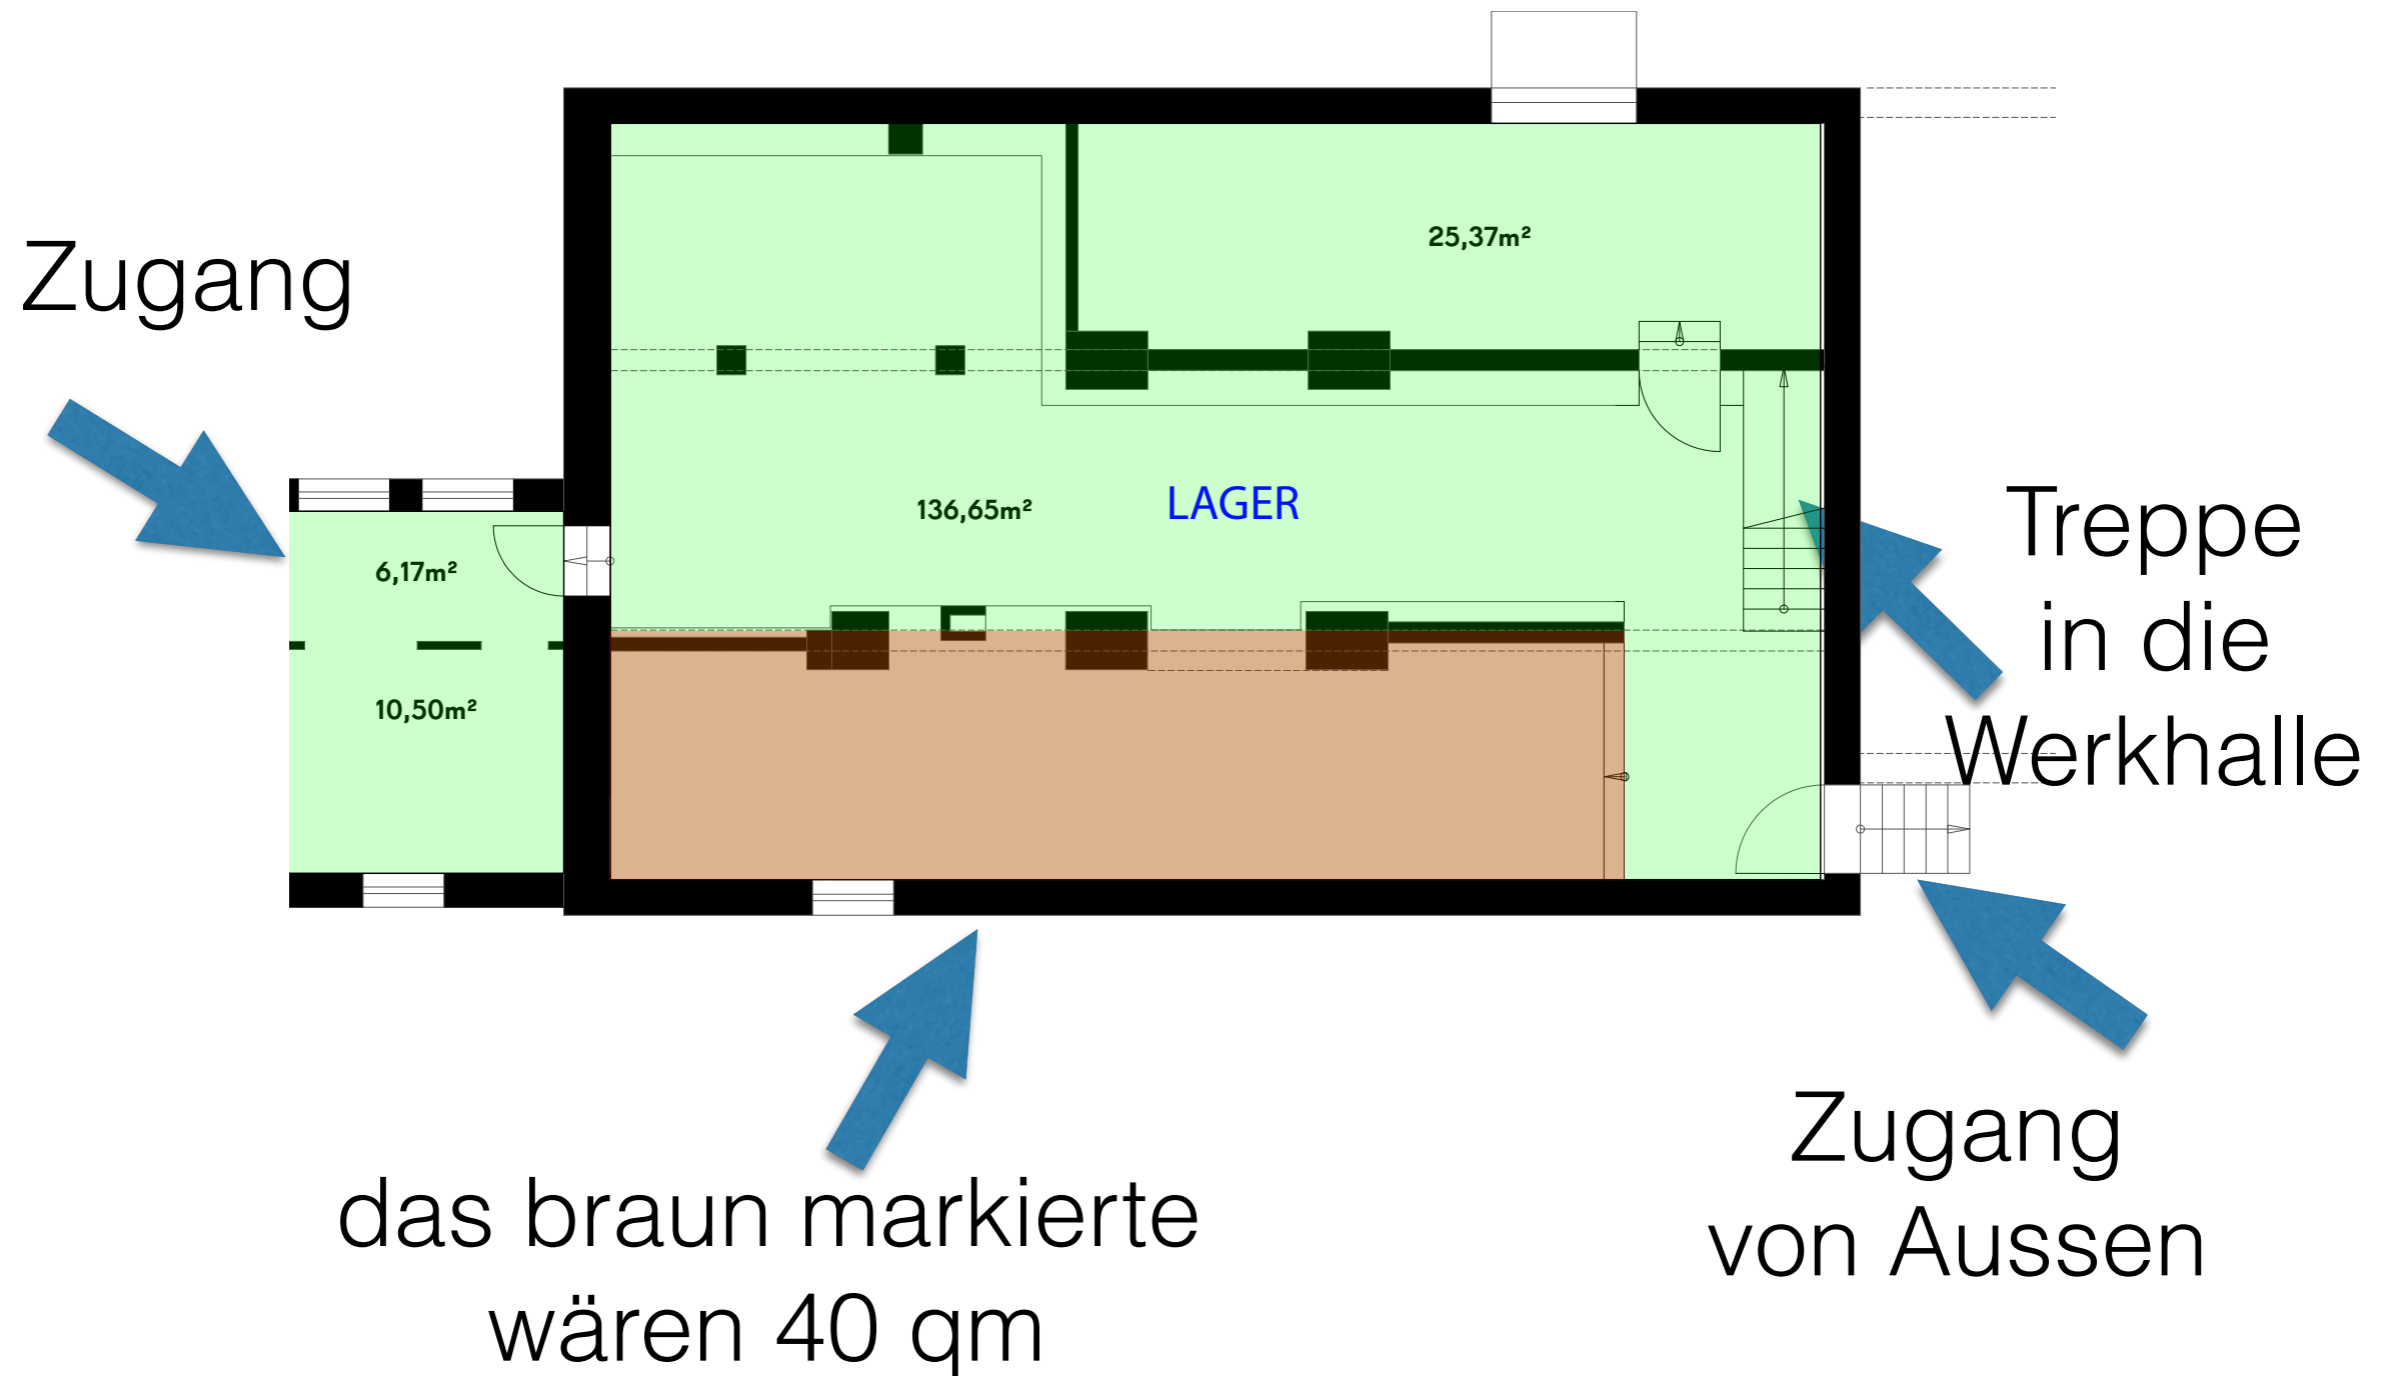 Zugang
25,37m²
136,65m²
LAGER
6,17m²
10,50m²
Treppe
in die
Werkhalle
das braun markierte
wären 40 qm
Zugang
von Aussen